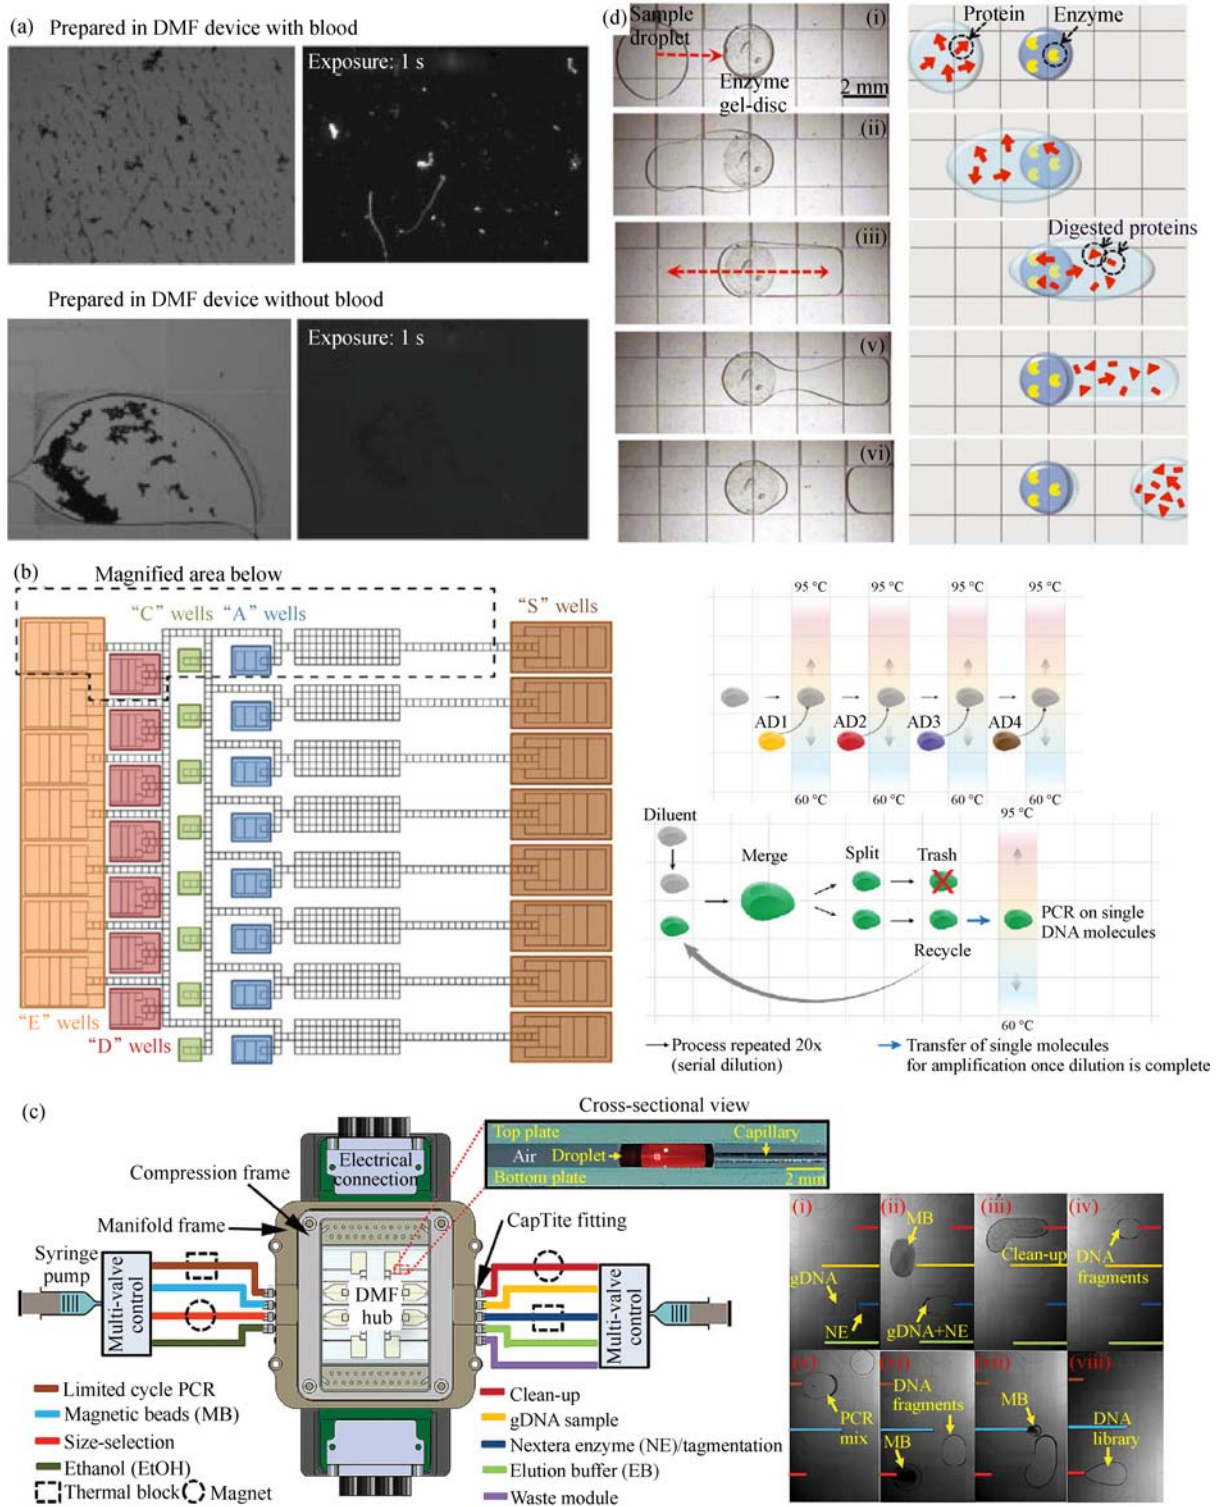 (a) Prepared in DMF device with blood
Exposure: 1 s
Prepared in DMF device without blood
Exposure: 1 s
(d)
Sample
droplet
(i)
Enzyme
gel-disc
2 mm
(ii)
(iii)
(v)
(vi)
Protein
Enzyme
Digested proteins
(b)
Magnified area below
“C” wells
“A” wells
“S” wells
“E” wells
“D” wells
95 °C
95 °C
95 °C
95 °C
AD1
AD2
AD3
AD4
60 °C
60 °C
60 °C
60 °C
95 °C
Diluent
Merge
Split
Trash
PCR on single
DNA molecules
Recycle
60 °C
Process repeated 20x
(serial dilution)
Transfer of single molecules
for amplification once dilution is complete
(c)
Cross-sectional view
Top plate
Capillary
Air
Droplet
Bottom plate
2 mm
Electrical
connection
Compression frame
Manifold frame
CapTite fitting
Syringe
pump
Multi-valve
control
DMF
hub
Multi-valve
control
Limited cycle PCR
Magnetic beads (MB)
Size-selection
Ethanol (EtOH)
Thermal block
Magnet
Clean-up
gDNA sample
Nextera enzyme (NE)/tagmentation
Elution buffer (EB)
Waste module
(i)
gDNA
NE
(ii)
MB
gDNA+NE
(iii)
Clean-up
(iv)
DNA
fragments
(v)
PCR
mix
(vi)
DNA
fragments
MB
(vii)
MB
(viii)
DNA
library